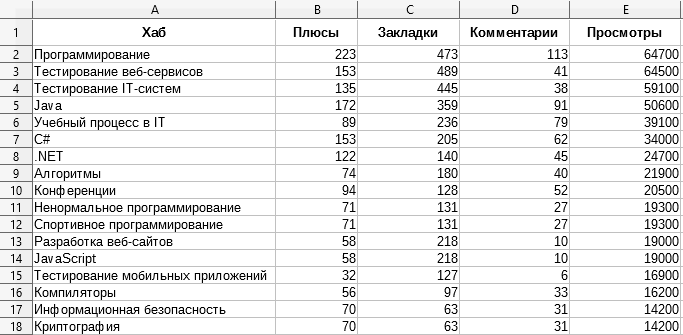 A B C D E
1 Хаб Плюсы Закладки Комментарии Просмотры
2 Программирование 223 473 113 64700
3 Тестирование веб-сервисов 153 489 41 64500
4 Тестирование IT-систем 135 445 38 59100
5 Java 172 359 91 50600
6 Учебный процесс в IT 89 236 79 39100
7 C# 153 205 62 34000
8 .NET 122 140 45 24700
9 Алгоритмы 74 180 40 21900
10 Конференции 94 128 52 20500
11 Ненормальное программирование 71 131 27 19300
12 Спортивное программирование 71 131 27 19300
13 Разработка веб-сайтов 58 218 10 19000
14 JavaScript 58 218 10 19000
15 Тестирование мобильных приложений 32 127 6 16900
16 Компиляторы 56 97 33 16200
17 Информационная безопасность 70 63 31 14200
18 Криптография 70 63 31 14200